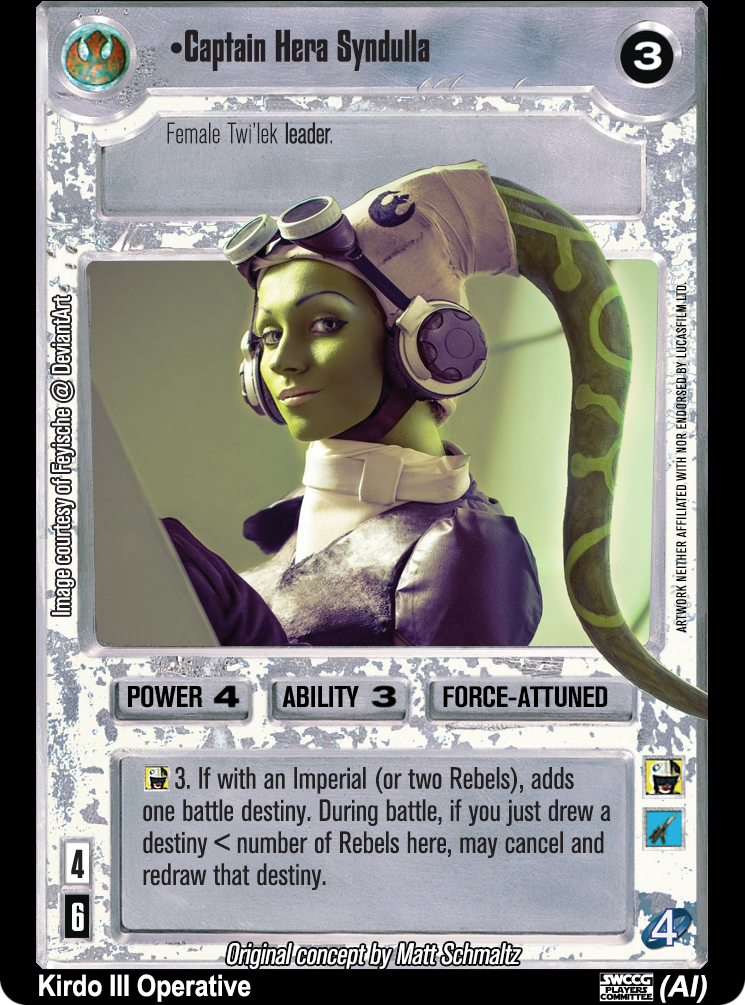 •Captain Hera Syndulla
3
Female Twi'lek leader.
Image courtesy of Feyische @ DeviantArt
ARTWORK NEITHER AFFILIATED WITH NOR ENDORSED BY LUCASFILM LTD.
POWER 4
ABILITY 3
FORCE-ATTUNED
3. If with an Imperial (or two Rebels), adds
one battle destiny. During battle, if you just drew a
destiny < number of Rebels here, may cancel and
redraw that destiny.
4
6
4
Original concept by Matt Schmaltz
Kirdo III Operative
SWCCG
PLAYERS
COMMITTEE
(AI)